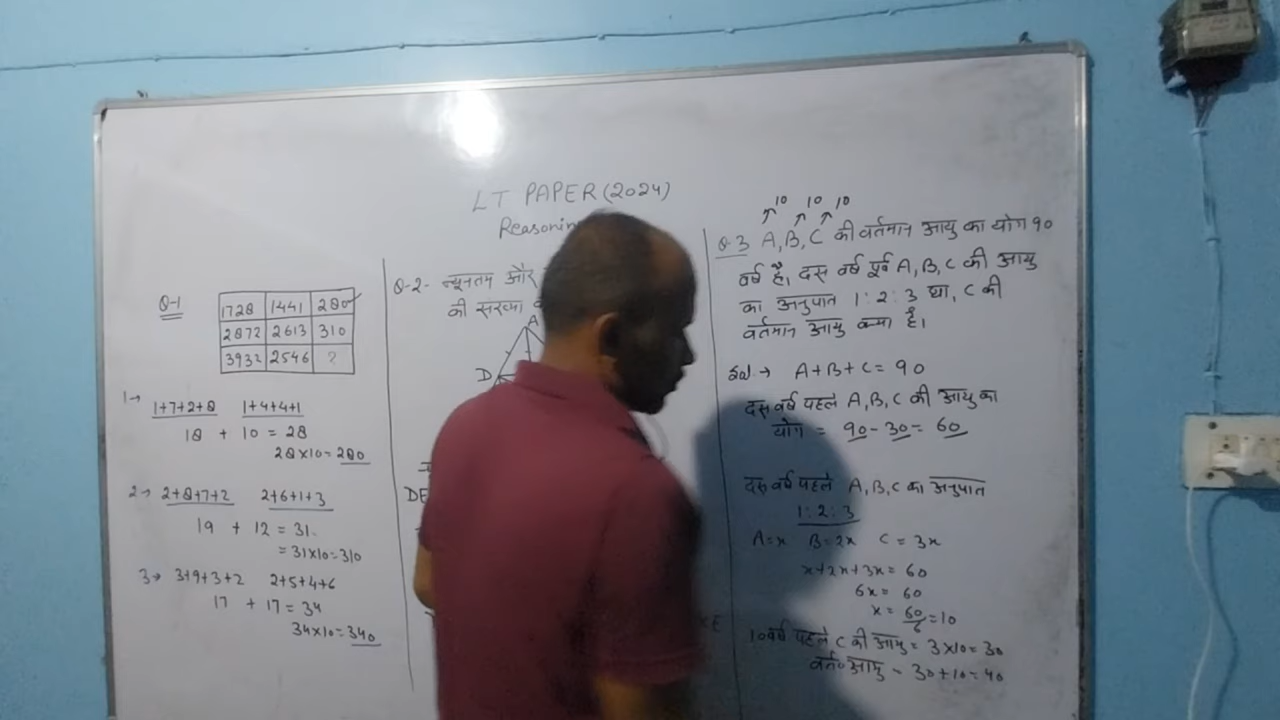 LT PAPER (2024)
Reasonin
Q-1
1728 1441 280
2872 2613 310
3932 2546 ?
1→ 1+7+2+8 1+4+4+1
18 + 10 = 28
28×10=280
2→ 2+8+7+2 2+6+1+3
19 + 12 = 31
= 31×10=310
3→ 3+9+3+2 2+5+4+6
17 + 17 = 34
34×10=340
Q-2- न्यूनतम और
की संख्या
A
D
DE
10 10 10
Q.3 A, B, C की वर्तमान आयु का योग 90
वर्ष है। दस वर्ष पूर्व A, B, C की आयु
का अनुपात 1:2:3 था, C की
वर्तमान आयु क्या है।
Sol → A+B+C = 90
दस वर्ष पहले A, B, C की आयु का
योग = 90-30= 60
दस वर्ष पहले A, B, C का अनुपात
1:2:3
A=x B=2x C = 3x
x+2x+3x = 60
6x = 60
x = 60/6 =10
10 वर्ष पहले C की आयु = 3×10= 30
वर्त० आयु = 30+10=40